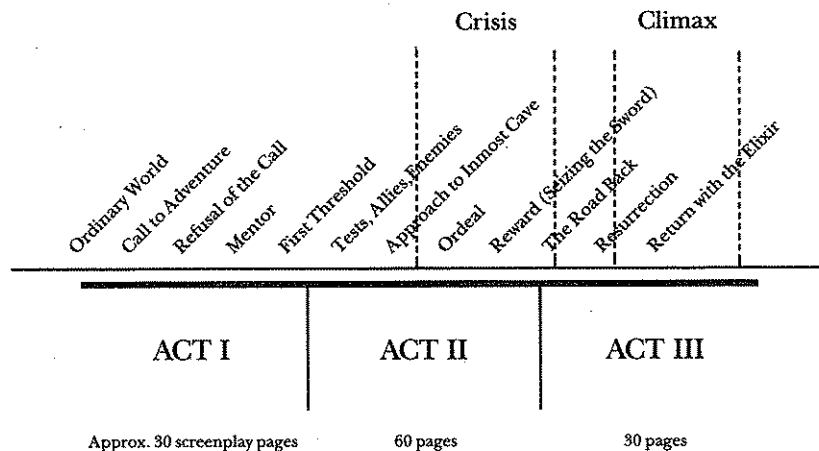 Crisis Climax
Ordinary World
Call to Adventure
Refusal of the Call
Mentor
First Threshold
Tests, Allies, Enemies
Approach to Inmost Cave
Ordeal
Reward (Seizing the Sword)
The Road Back
Resurrection
Return with the Elixir
ACT I ACT II ACT III
Approx. 30 screenplay pages 60 pages 30 pages